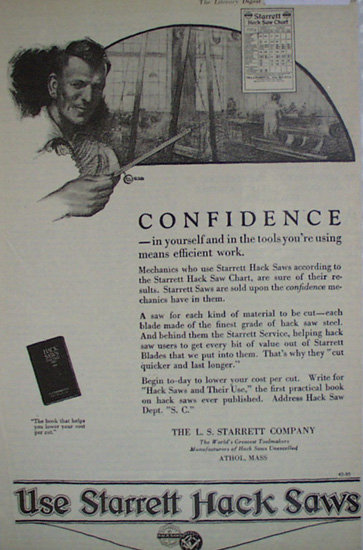 The Literary Digest
Starrett
Hack Saw Chart
CONFIDENCE
—in yourself and in the tools you're using
means efficient work.
Mechanics who use Starrett Hack Saws according to
the Starrett Hack Saw Chart, are sure of their re-
sults. Starrett Saws are sold upon the confidence me-
chanics have in them.
A saw for each kind of material to be cut—each
blade made of the finest grade of hack saw steel.
And behind them the Starrett Service, helping hack
saw users to get every bit of value out of Starrett
Blades that we put into them. That's why they "cut
quicker and last longer."
Begin to-day to lower your cost per cut. Write for
"Hack Saws and Their Use," the first practical book
on hack saws ever published. Address Hack Saw
Dept. "S. C."
HACK
SAWS
"The book that helps
you lower your cost
per cut."
THE L. S. STARRETT COMPANY
The World's Greatest Toolmakers
Manufacturers of Hack Saws Unexcelled
ATHOL, MASS
Use Starrett Hack Saws
HACK SAWS